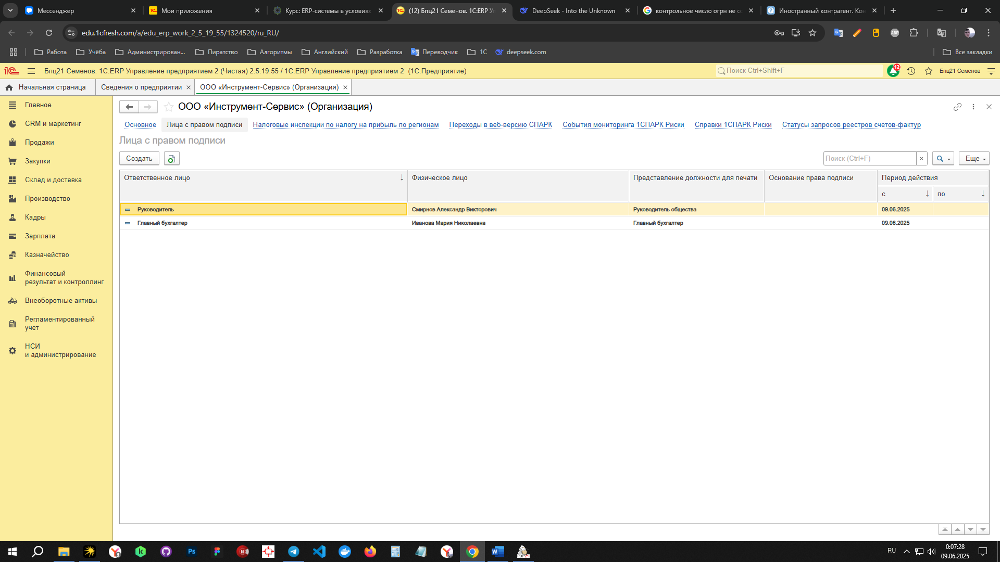 Мессенджер
Мои приложения
Курс: ERP-системы в условиях
(12) Бпц21 Семенов. 1С:ERP У
DeepSeek - Into the Unknown
контрольное число огрн не со
Иностранный контрагент. Кон
edu.1cfresh.com/a/edu_erp_work_2_5_19_55/1324520/ru_RU/
Работа
Учёба
Администрирован...
Пиратство
Алгоритмы
Английский
Разработка
Переводчик
1С
deepseek.com
Все закладки
Бпц21 Семенов. 1С:ERP Управление предприятием 2 (Чистая) 2.5.19.55 / 1С:ERP Управление предприятием 2 (1С:Предприятие)
Поиск Ctrl+Shift+F
12
Бпц21 Семенов
Начальная страница
Сведения о предприятии
ООО «Инструмент-Сервис» (Организация)
Главное
CRM и маркетинг
Продажи
Закупки
Склад и доставка
Производство
Кадры
Зарплата
Казначейство
Финансовый
результат и контроллинг
Внеоборотные активы
Регламентированный
учет
НСИ
и администрирование
ООО «Инструмент-Сервис» (Организация)
Основное
Лица с правом подписи
Налоговые инспекции по налогу на прибыль по регионам
Переходы в веб-версию СПАРК
События мониторинга 1СПАРК Риски
Справки 1СПАРК Риски
Статусы запросов реестров счетов-фактур
Лица с правом подписи
Создать
Поиск (Ctrl+F)
Еще
Ответственное лицо
Физическое лицо
Представление должности для печати
Основание права подписи
Период действия
с
по
Руководитель
Смирнов Александр Викторович
Руководитель общества
09.06.2025
Главный бухгалтер
Иванова Мария Николаевна
Главный бухгалтер
09.06.2025
RU
0:07:28
09.06.2025